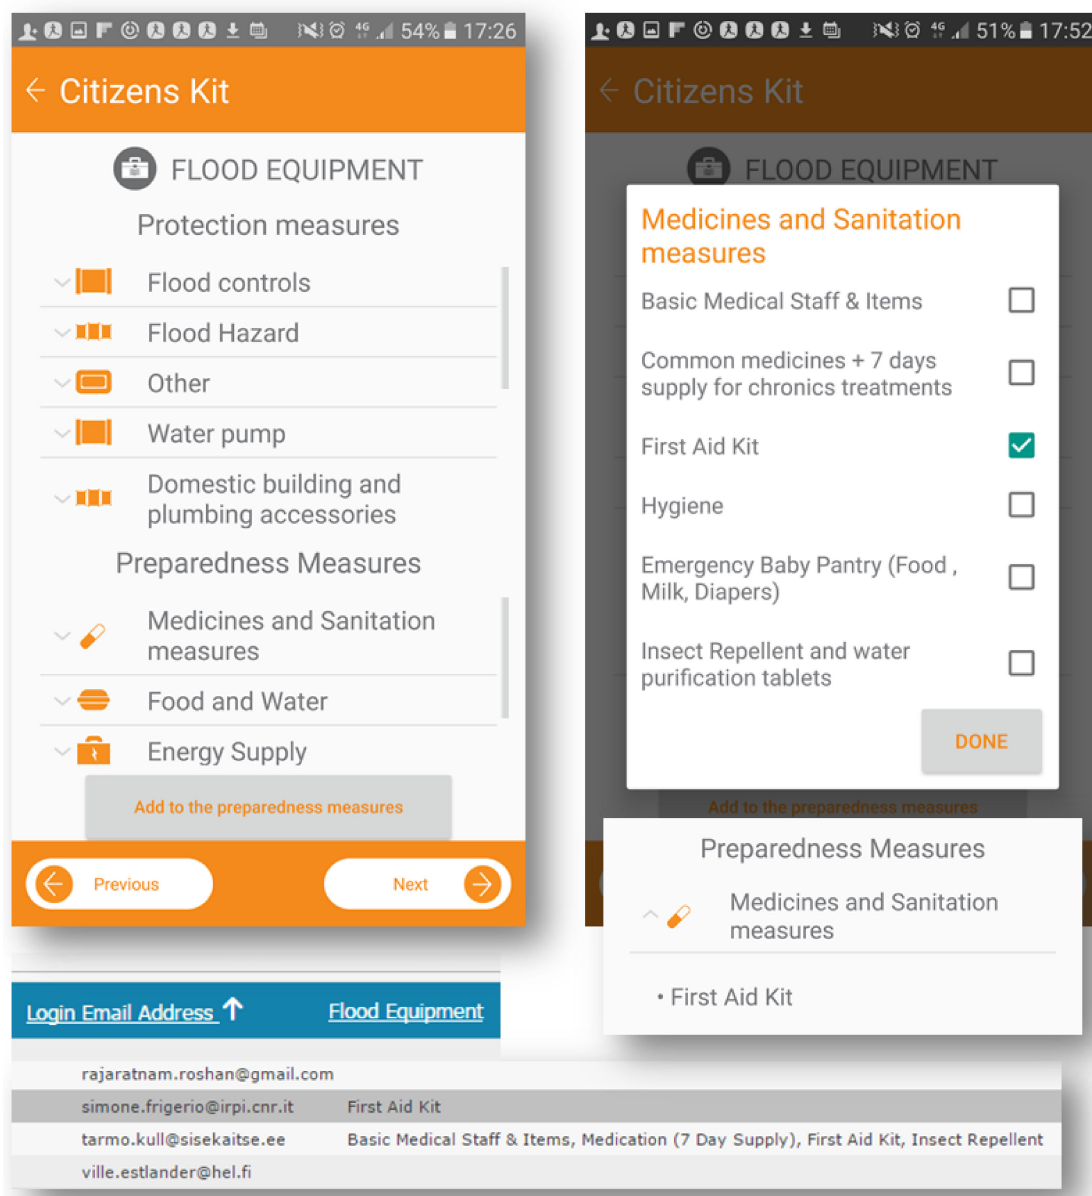 4G 54% 17:26
Citizens Kit
FLOOD EQUIPMENT
Protection measures
Flood controls
Flood Hazard
Other
Water pump
Domestic building and
plumbing accessories
Preparedness Measures
Medicines and Sanitation
measures
Food and Water
Energy Supply
Add to the preparedness measures
Previous
Next
4G 51% 17:52
Citizens Kit
FLOOD EQUIPMENT
Medicines and Sanitation
measures
Basic Medical Staff & Items
Common medicines + 7 days
supply for chronics treatments
First Aid Kit
Hygiene
Emergency Baby Pantry (Food ,
Milk, Diapers)
Insect Repellent and water
purification tablets
DONE
Add to the preparedness measures
Preparedness Measures
Medicines and Sanitation
measures
• First Aid Kit
Login Email Address Flood Equipment
rajaratnam.roshan@gmail.com
simone.frigerio@irpi.cnr.it First Aid Kit
tarmo.kull@sisekaitse.ee Basic Medical Staff & Items, Medication (7 Day Supply), First Aid Kit, Insect Repellent
ville.estlander@hel.fi